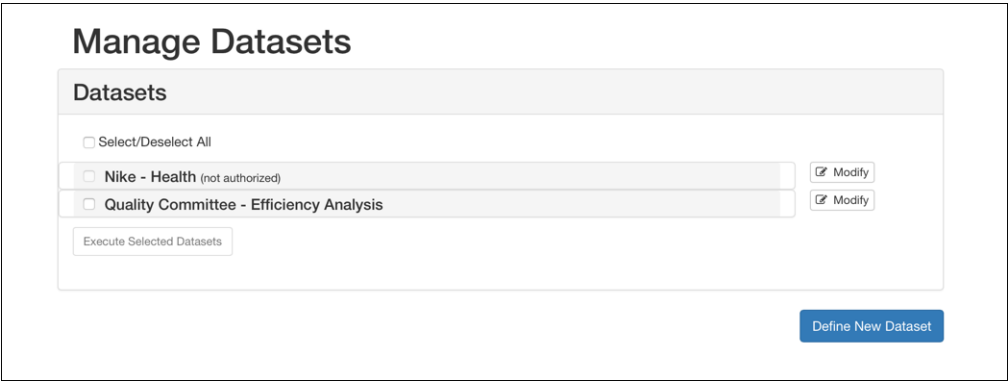 Manage Datasets
Datasets
Select/Deselect All
Nike - Health (not authorized) Modify
Quality Committee - Efficiency Analysis Modify
Execute Selected Datasets
Define New Dataset